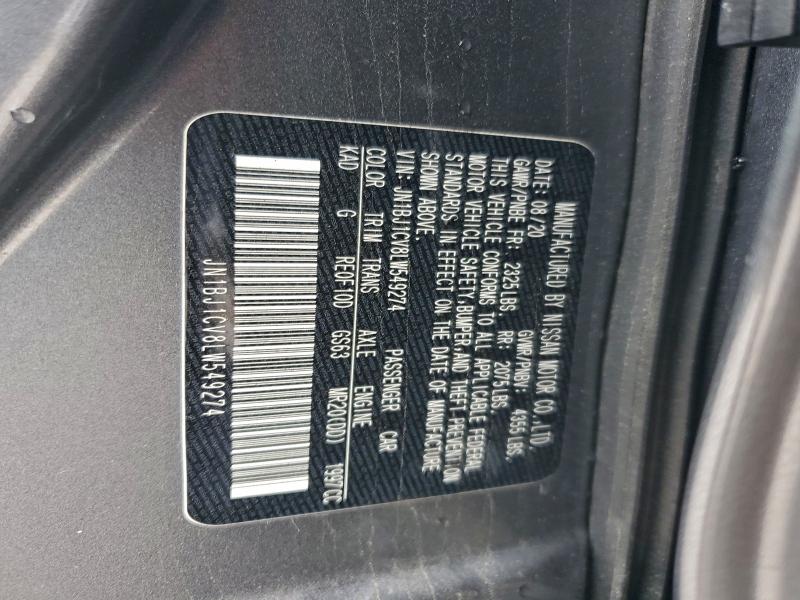 MANUFACTURED BY NISSAN MOTOR CO.,LTD.
DATE: 08/20 GVWR/PNBV: 4355 LBS.
GAWR/PNBE FR: 2325 LBS RR: 2075 LBS
THIS VEHICLE CONFORMS TO ALL APPLICABLE FEDERAL
MOTOR VEHICLE SAFETY, BUMPER, AND THEFT PREVENTION
STANDARDS IN EFFECT ON THE DATE OF MANUFACTURE
SHOWN ABOVE.
VIN: JN1BJ1CV8LW549274 PASSENGER CAR
COLOR TRIM TRANS AXLE ENGINE
KAD G RE0F10D GS63 MR20(DD) 1997CC
JN1BJ1CV8LW549274